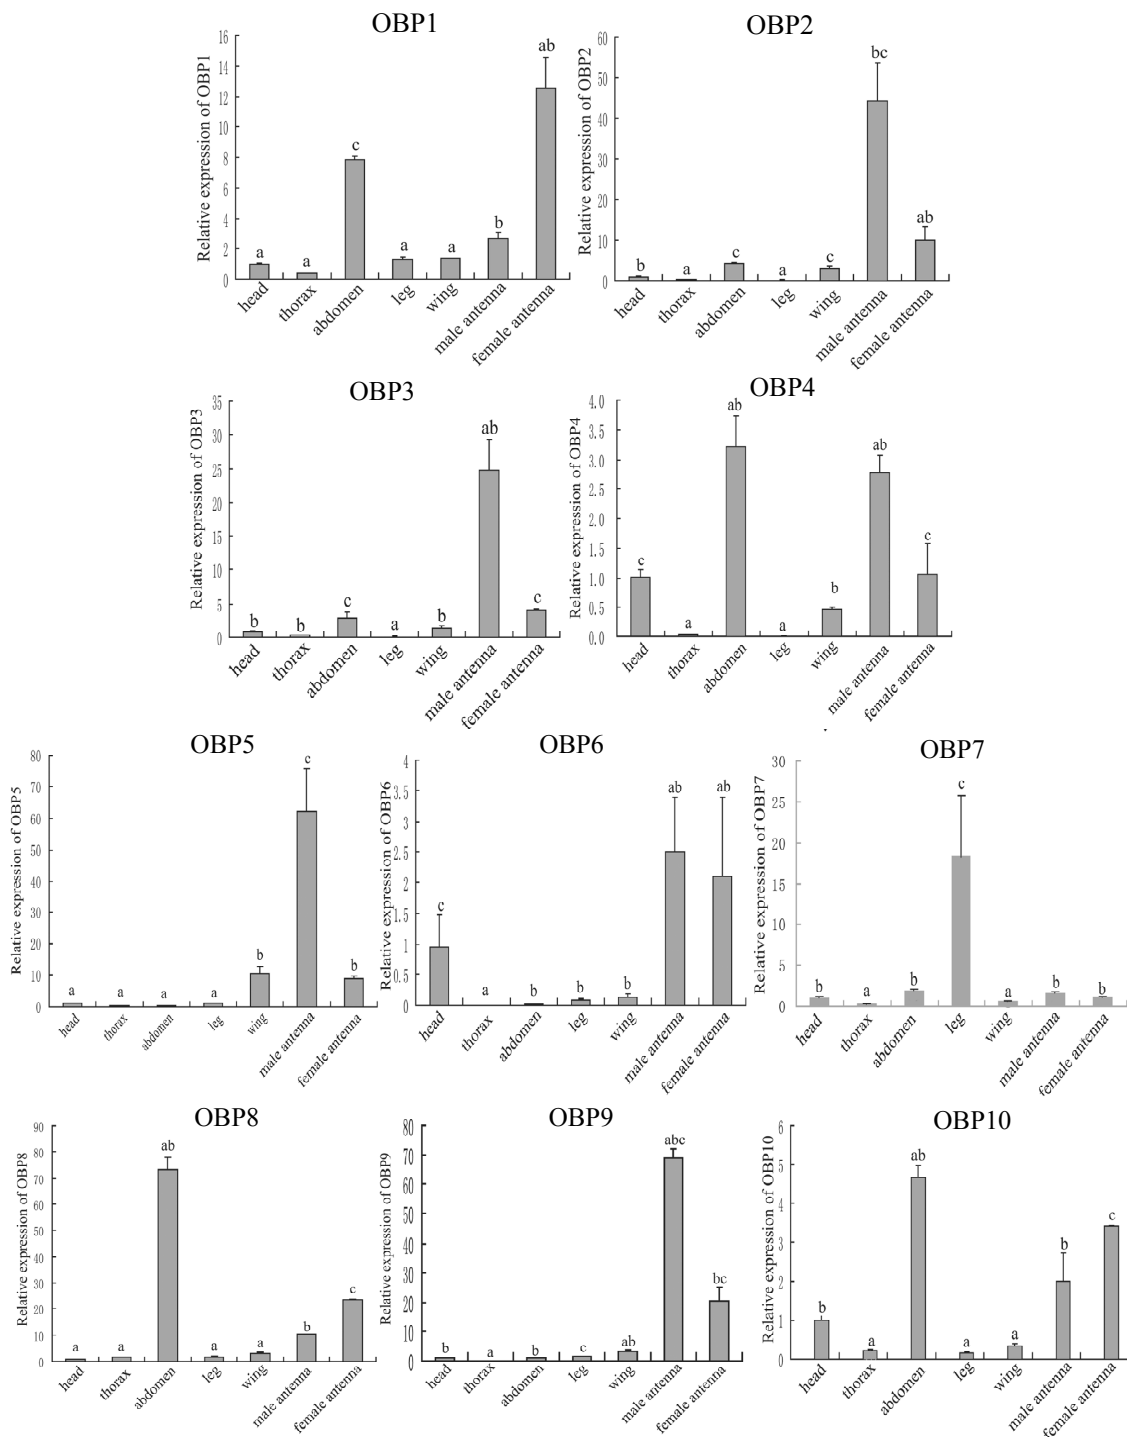 OBP1
Relative expression of OBP1
16
14
12
10
8
6
4
2
0
a
a
c
a
a
b
ab
head
thorax
abdomen
leg
wing
male antenna
female antenna
OBP2
Relative expression of OBP2
60
50
40
30
20
10
0
b
a
c
a
c
bc
ab
head
thorax
abdomen
leg
wing
male antenna
female antenna
OBP3
Relative expression of OBP3
35
30
25
20
15
10
5
0
b
b
c
a
b
ab
c
head
thorax
abdomen
leg
wing
male antenna
female antenna
OBP4
Relative expression of OBP4
4.0
3.5
3.0
2.5
2.0
1.5
1.0
0.5
0.0
c
a
ab
a
b
ab
c
head
thorax
abdomen
leg
wing
male antenna
female antenna
OBP5
Relative expression of OBP5
80
70
60
50
40
30
20
10
0
a
a
a
a
b
c
b
head
thorax
abdomen
leg
wing
male antenna
female antenna
OBP6
Relative expression of OBP6
4
3.5
3
2.5
2
1.5
1
0.5
0
c
a
b
b
b
ab
ab
head
thorax
abdomen
leg
wing
male antenna
female antenna
OBP7
Relative expression of OBP7
30
25
20
15
10
5
0
b
a
b
c
a
b
b
head
thorax
abdomen
leg
wing
male antenna
female antenna
OBP8
Relative expression of OBP8
90
80
70
60
50
40
30
20
10
0
a
a
ab
a
a
b
c
head
thorax
abdomen
leg
wing
male antenna
female antenna
OBP9
Relative expression of OBP9
80
70
60
50
40
30
20
10
0
b
a
b
c
ab
abc
bc
head
thorax
abdomen
leg
wing
male antenna
female antenna
OBP10
Relative expression of OBP10
6
5
4
3
2
1
0
b
a
ab
a
a
b
c
head
thorax
abdomen
leg
wing
male antenna
female antenna